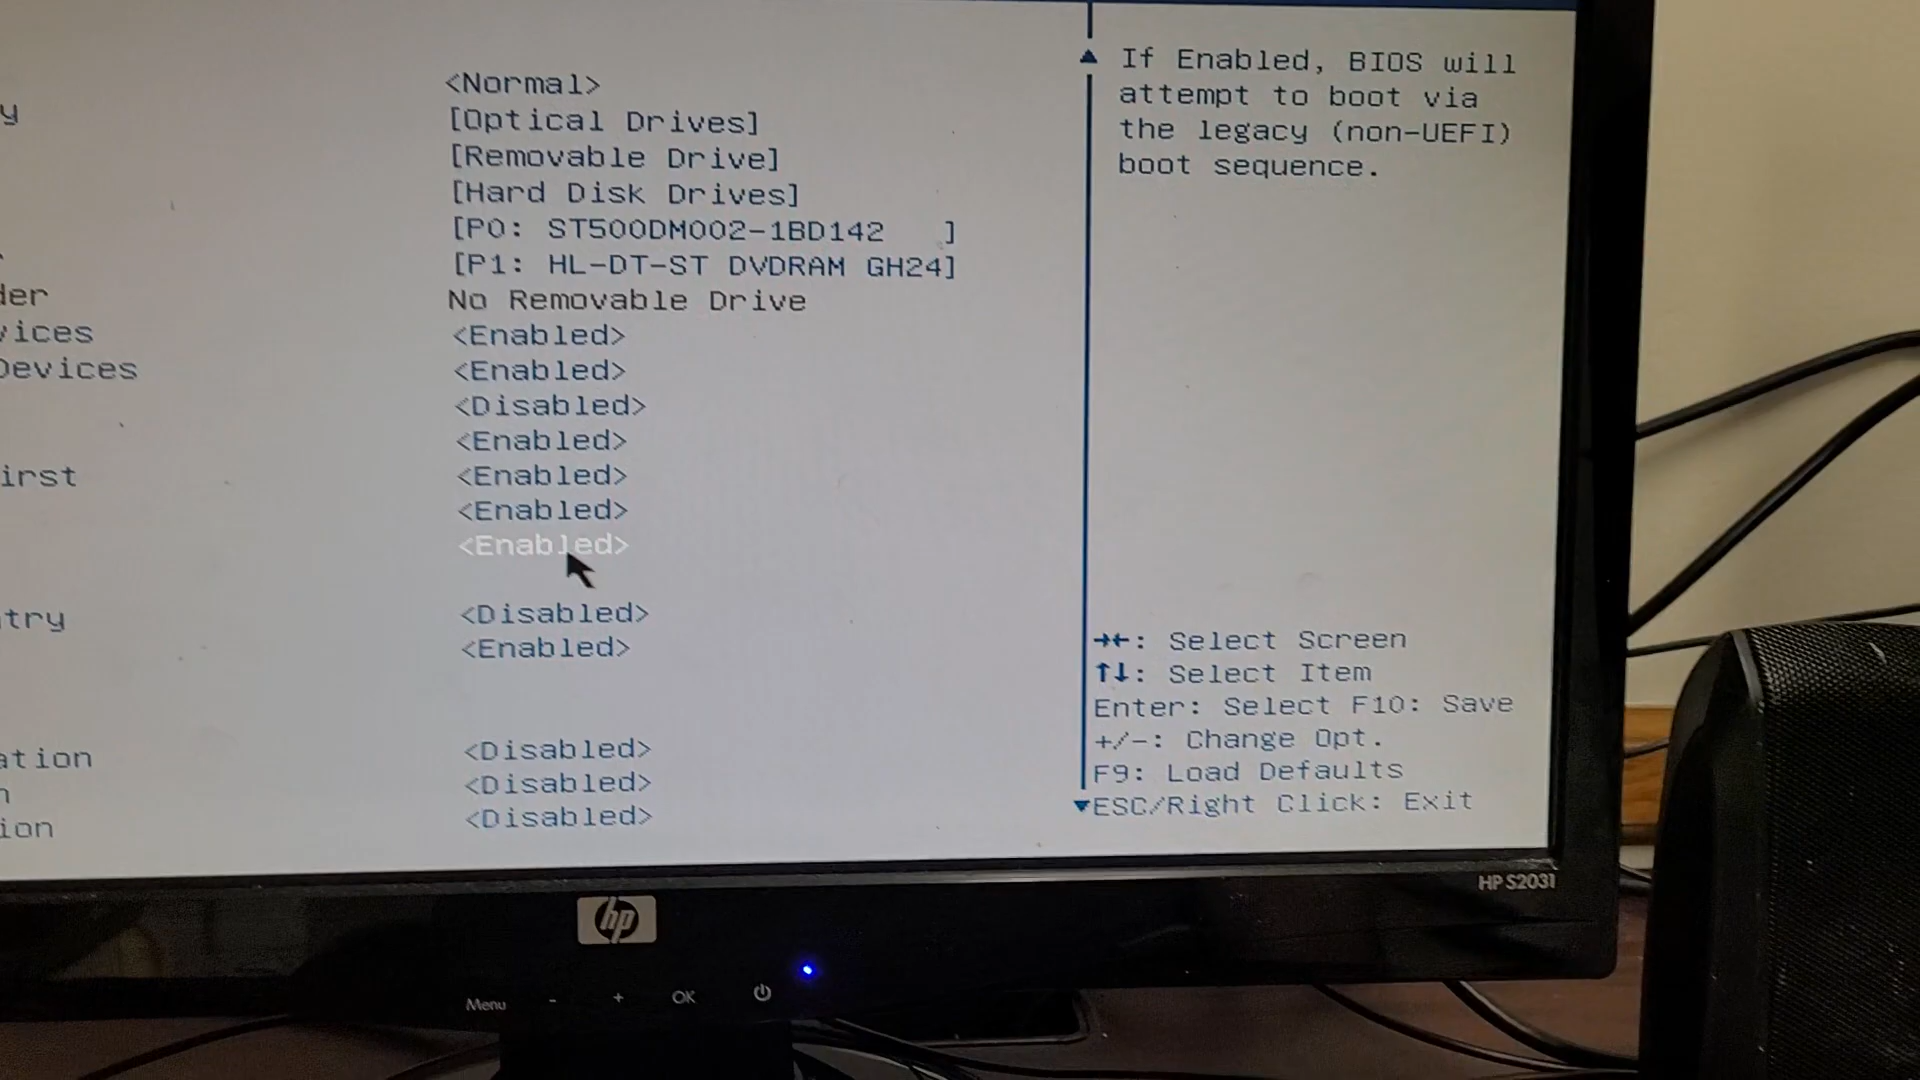 <Normal>
y
[Optical Drives]
[Removable Drive]
[Hard Disk Drives]
[P0: ST500DM002-1BD142 ]
[P1: HL-DT-ST DVDRAM GH24]
der
No Removable Drive
vices
<Enabled>
Devices
<Enabled>
<Disabled>
<Enabled>
irst
<Enabled>
<Enabled>
<Enabled>
try
<Disabled>
<Enabled>
ation
<Disabled>
n
<Disabled>
ion
<Disabled>
If Enabled, BIOS will
attempt to boot via
the legacy (non-UEFI)
boot sequence.
→←: Select Screen
↑↓: Select Item
Enter: Select F10: Save
+/-: Change Opt.
F9: Load Defaults
ESC/Right Click: Exit
HP S2031
hp
Menu - + OK